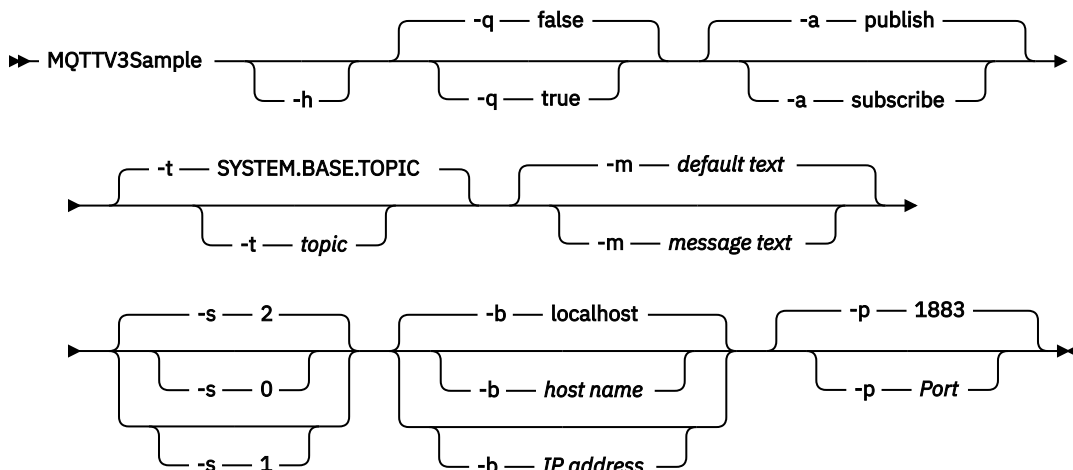 -q — false -a — publish
MQTTV3Sample
-h -q — true -a — subscribe
-t — SYSTEM.BASE.TOPIC -m — default text
-t — topic -m — message text
-s — 2 -b — localhost -p — 1883
-s — 0 -b — host name -p — Port
-s — 1 -b — IP address